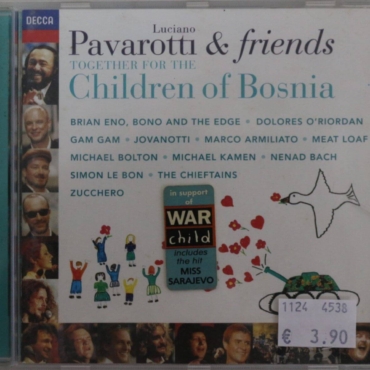 DECCA
Luciano
Pavarotti & friends
TOGETHER FOR THE
Children of Bosnia
BRIAN ENO, BONO AND THE EDGE • DOLORES O'RIORDAN
GAM GAM • JOVANOTTI • MARCO ARMILIATO • MEAT LOAF
MICHAEL BOLTON • MICHAEL KAMEN • NENAD BACH
SIMON LE BON • THE CHIEFTAINS
ZUCCHERO
in support of
WAR
child
includes
the hit
MISS
SARAJEVO
1124 4538
€ 3.90